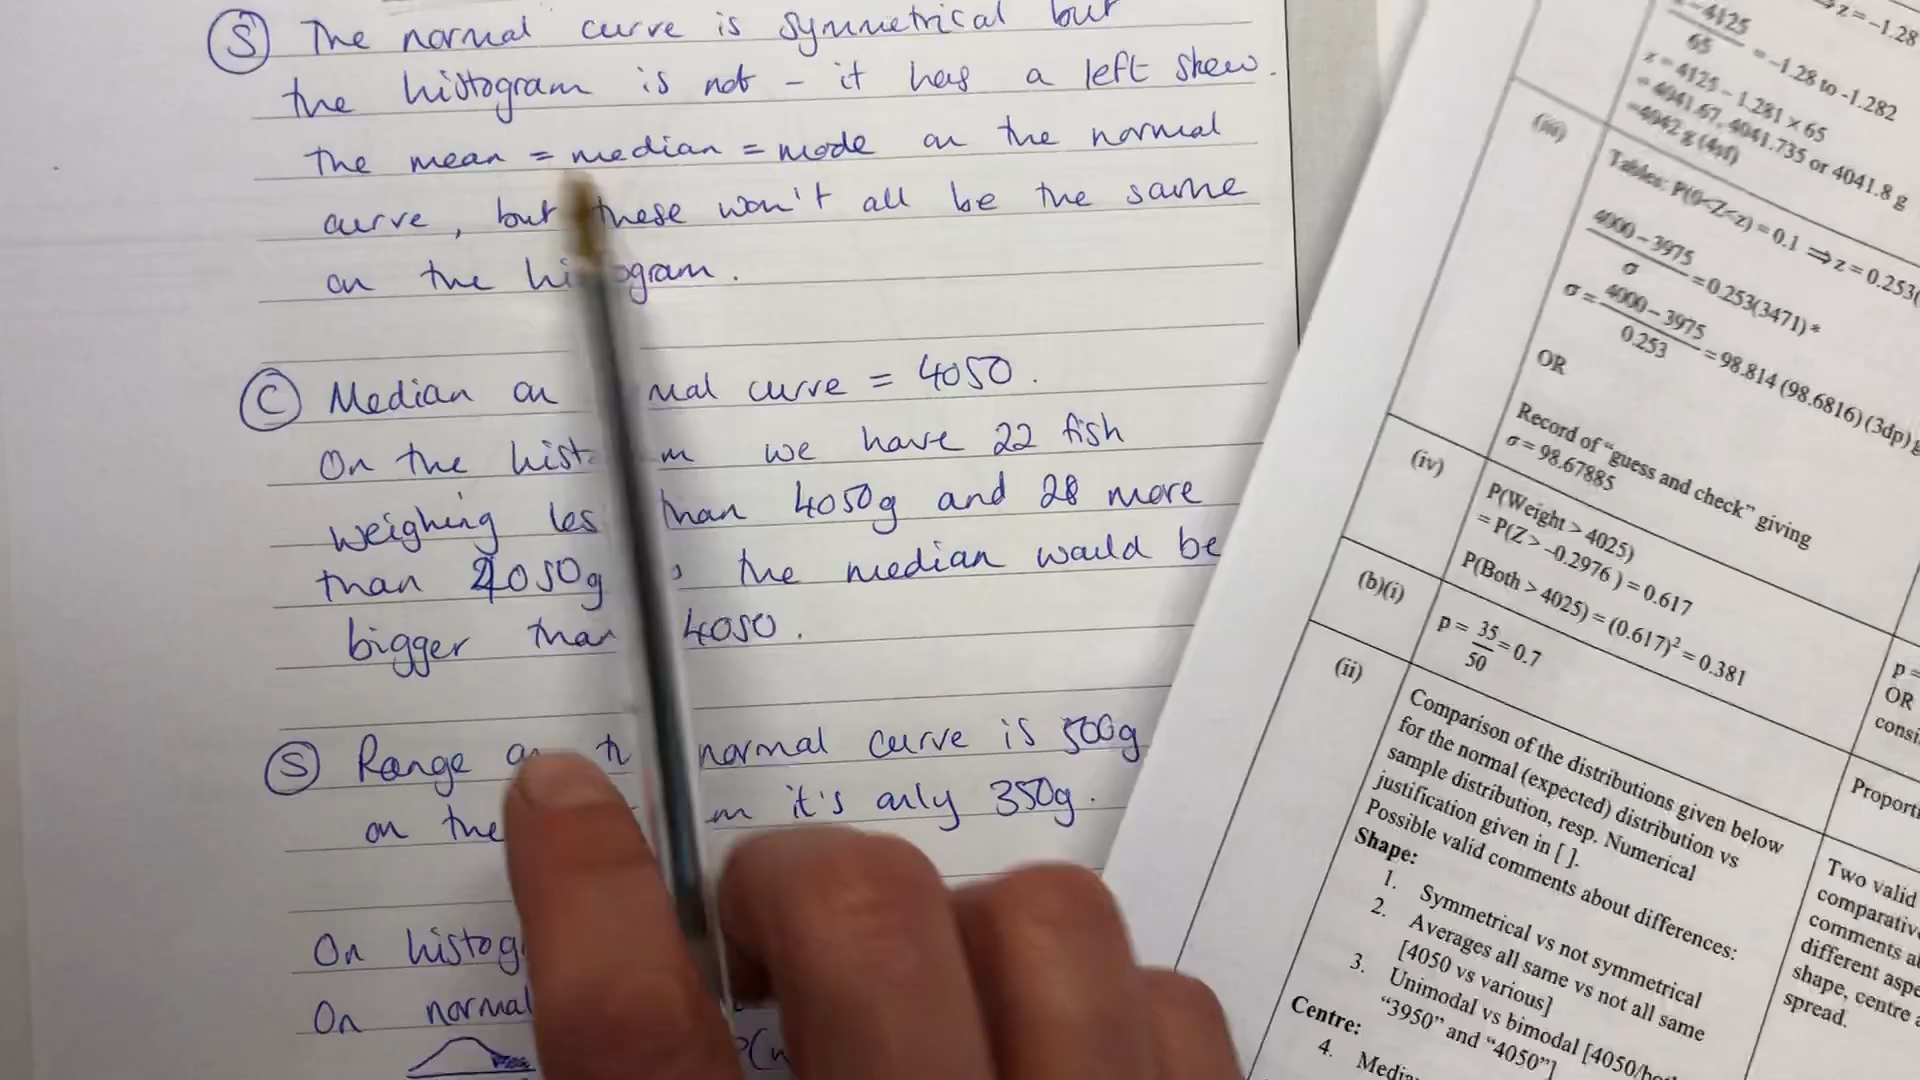 S The normal curve is symmetrical but
the histogram is not - it has a left skew.
The mean = median = mode on the normal
curve, but these won't all be the same
on the hi ogram.
C Median on mal curve = 4050.
On the hist m we have 22 fish
weighing les han 4050g and 28 more
than 4050g , the median would be
bigger than 4050.
S Range on normal curve is 500g
on the m it's only 350g.
On histog
On normal
z = -1.28
- 4125
65
= -1.28 to -1.282
x = 4125 - 1.281 × 65
= 4041.67, 4041.735 or 4041.8 g
=4042 g (4sf)
(iii)
Tables: P(0<Z<z) = 0.1 ⇒ z = 0.253(
4000 - 3975
σ
= 0.253(3471) *
σ = 4000 - 3975
0.253
= 98.814 (98.6816) (3dp) g
OR
Record of "guess and check" giving
σ = 98.67885
(iv)
P(Weight > 4025)
= P(Z > -0.2976 ) = 0.617
P(Both > 4025) = (0.617)² = 0.381
(b)(i)
p = 35
50
= 0.7
p =
OR
consi
(ii)
Comparison of the distributions given below
for the normal (expected) distribution vs
sample distribution, resp. Numerical
justification given in [ ].
Possible valid comments about differences:
Shape:
1. Symmetrical vs not symmetrical
2. Averages all same vs not all same
[4050 vs various]
3. Unimodal vs bimodal [4050/
"3950" and "4050"]
Centre:
4. Media
Proport
Two valid
comparativ
comments a
different aspe
shape, centre
spread.